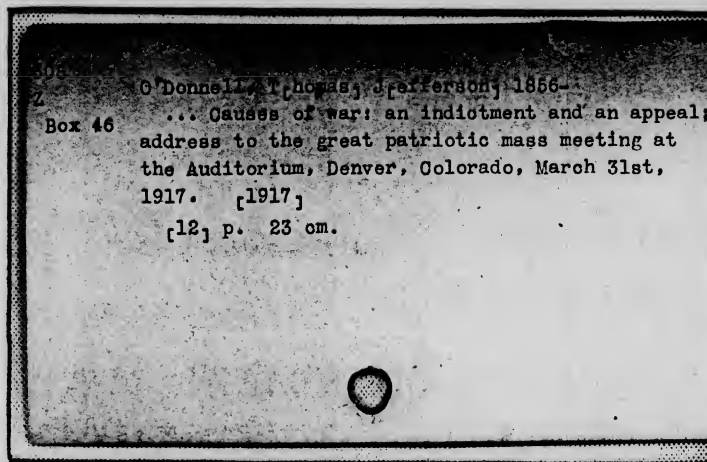 O'Donnell, T[homas] J[efferson] 1856-
Z
... Causes of war: an indictment and an appeal;
Box 46
address to the great patriotic mass meeting at
the Auditorium, Denver, Colorado, March 31st,
1917. [1917]
[12] p. 23 cm.